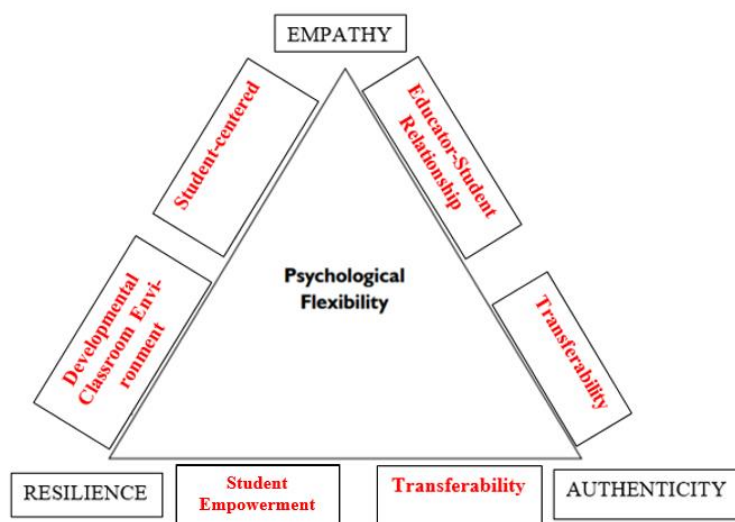 EMPATHY
Student-centered
Educator-Student
Relationship
Developmental
Classroom Envi-
ronment
Psychological
Flexibility
Transferability
RESILIENCE
Student
Empowerment
Transferability
AUTHENTICITY